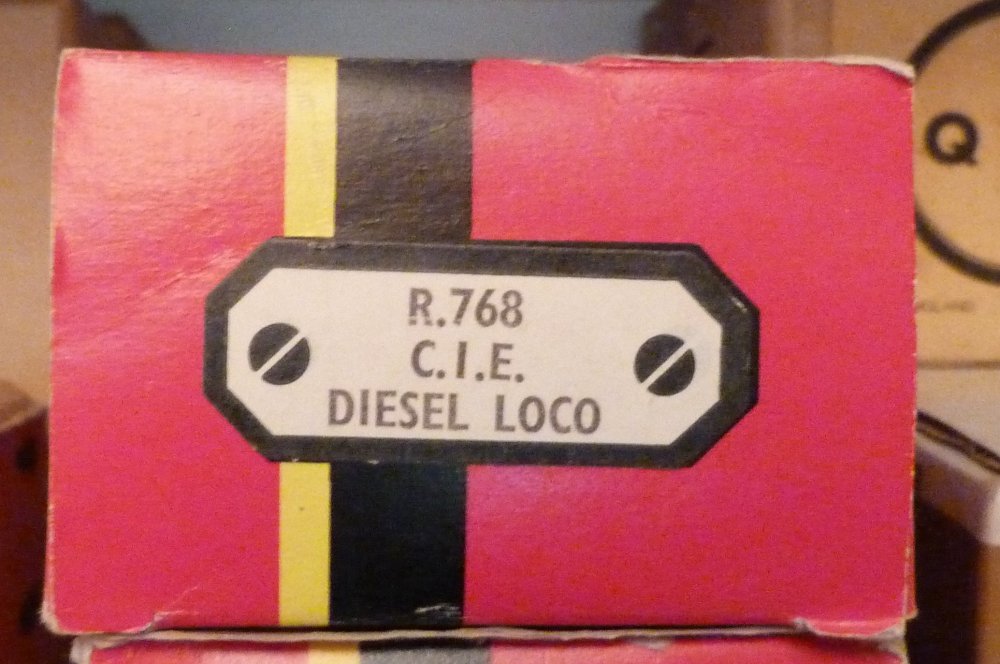 R.768
C.I.E.
DIESEL LOCO
Q